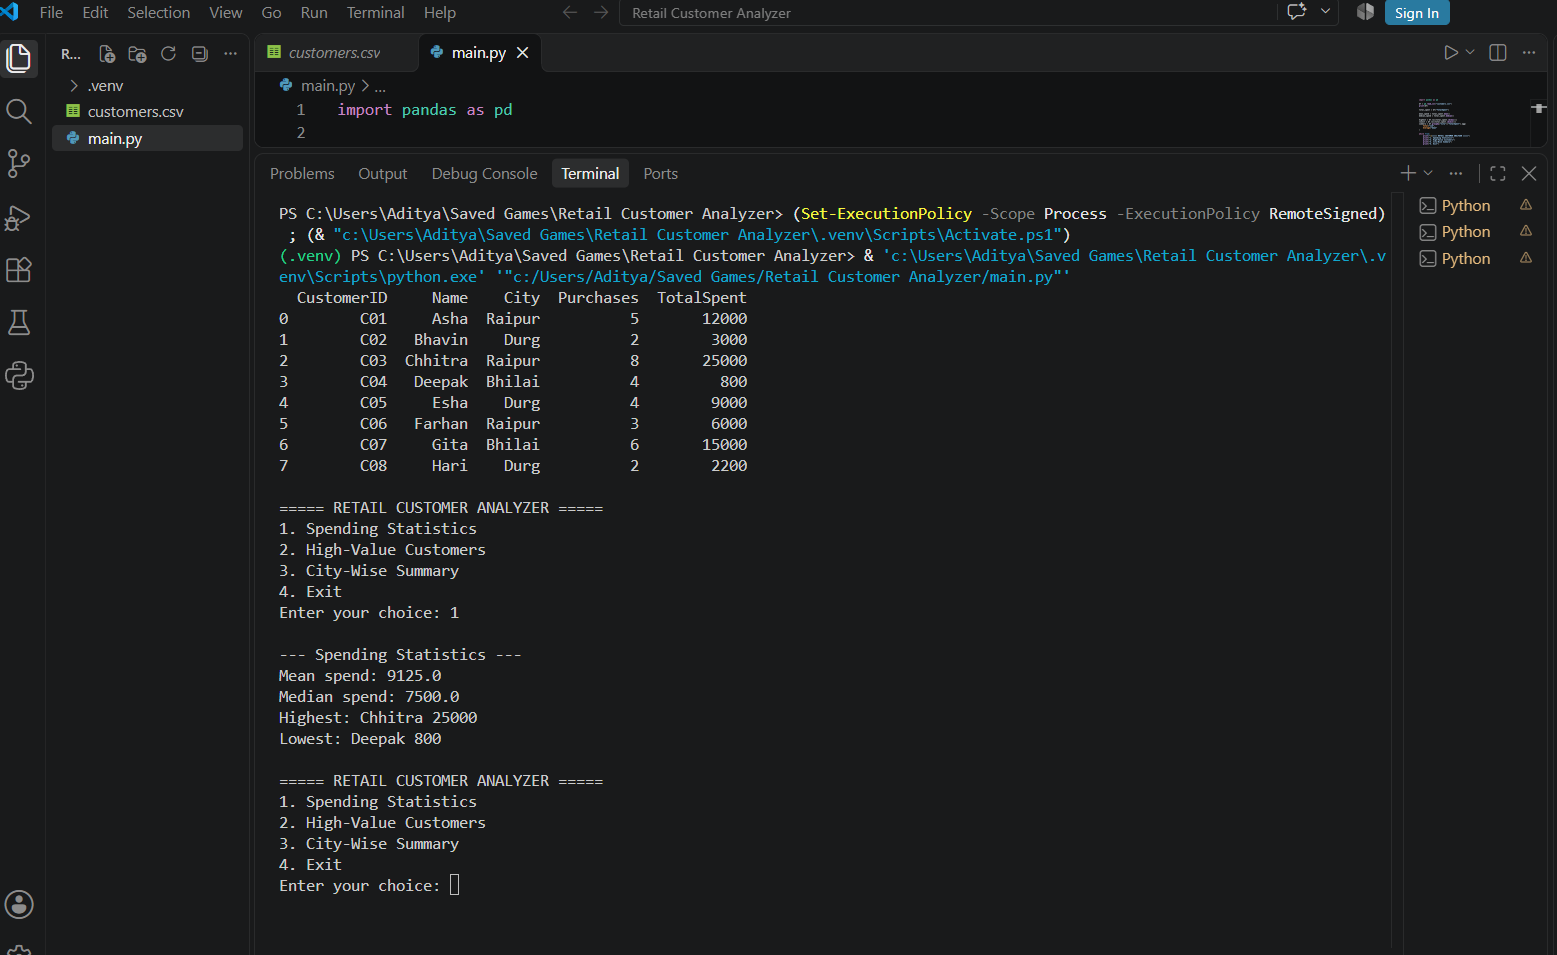 File Edit Selection View Go Run Terminal Help
Retail Customer Analyzer
Sign In
R...
.venv
customers.csv
main.py
customers.csv
main.py
main.py > ...
1 import pandas as pd
2
Problems Output Debug Console Terminal Ports
PS C:\Users\Aditya\Saved Games\Retail Customer Analyzer> (Set-ExecutionPolicy -Scope Process -ExecutionPolicy RemoteSigned)
; (& "c:\Users\Aditya\Saved Games\Retail Customer Analyzer\.venv\Scripts\Activate.ps1")
(.venv) PS C:\Users\Aditya\Saved Games\Retail Customer Analyzer> & 'c:\Users\Aditya\Saved Games\Retail Customer Analyzer\.v
env\Scripts\python.exe' '"c:/Users/Aditya/Saved Games/Retail Customer Analyzer/main.py"'
CustomerID Name City Purchases TotalSpent
0 C01 Asha Raipur 5 12000
1 C02 Bhavin Durg 2 3000
2 C03 Chhitra Raipur 8 25000
3 C04 Deepak Bhilai 4 800
4 C05 Esha Durg 4 9000
5 C06 Farhan Raipur 3 6000
6 C07 Gita Bhilai 6 15000
7 C08 Hari Durg 2 2200
===== RETAIL CUSTOMER ANALYZER =====
1. Spending Statistics
2. High-Value Customers
3. City-Wise Summary
4. Exit
Enter your choice: 1
--- Spending Statistics ---
Mean spend: 9125.0
Median spend: 7500.0
Highest: Chhitra 25000
Lowest: Deepak 800
===== RETAIL CUSTOMER ANALYZER =====
1. Spending Statistics
2. High-Value Customers
3. City-Wise Summary
4. Exit
Enter your choice:
Python
Python
Python